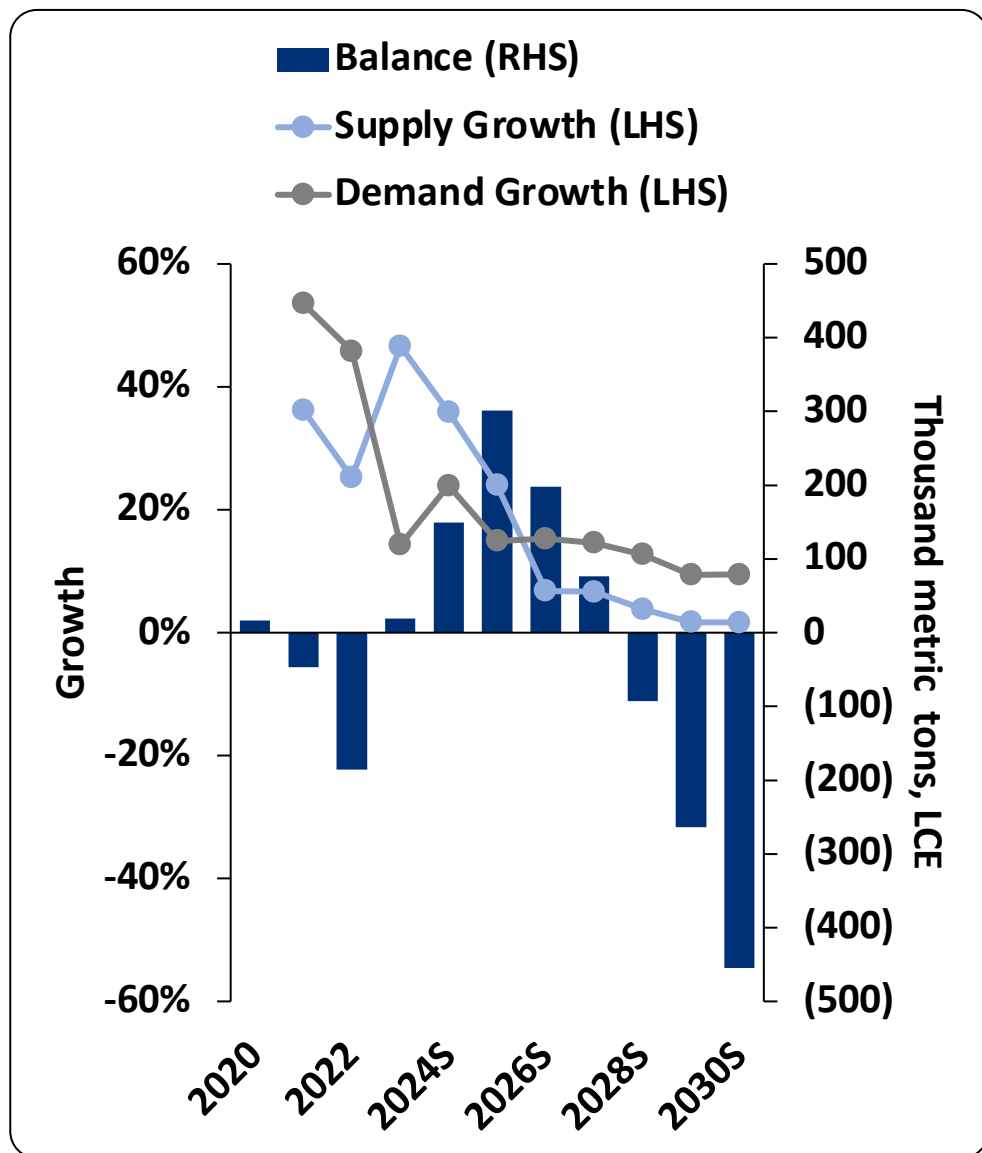 Balance (RHS)
Supply Growth (LHS)
Demand Growth (LHS)
60%
40%
20%
0%
-20%
-40%
-60%
Growth
500
400
300
200
100
0
(100)
(200)
(300)
(400)
(500)
Thousand metric tons, LCE
2020
2022
2024S
2026S
2028S
2030S